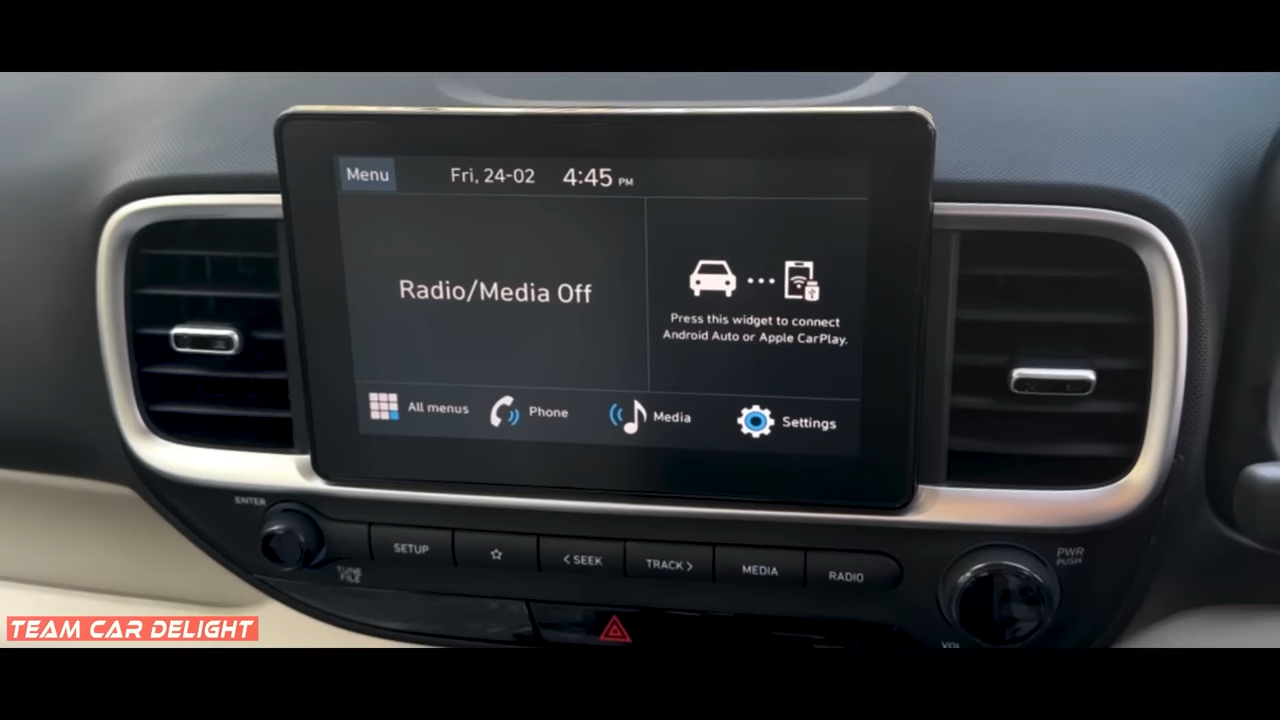 Menu
Fri, 24-02
4:45 PM
Radio/Media Off
Press this widget to connect
Android Auto or Apple CarPlay.
All menus
Phone
Media
Settings
ENTER
TUNE
FILE
SETUP
< SEEK
TRACK >
MEDIA
RADIO
PWR
PUSH
VOL
TEAM CAR DELIGHT